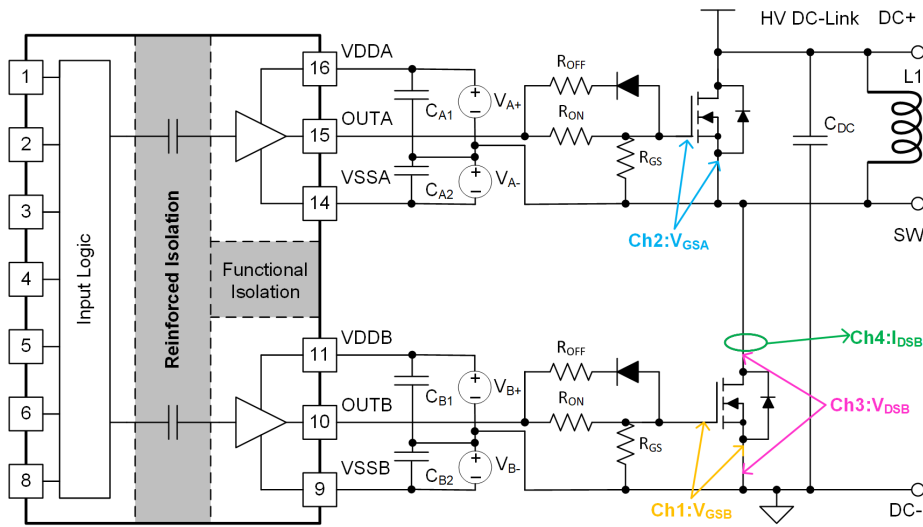 HV DC-Link
DC+
1
2
3
4
5
6
8
Input Logic
Reinforced Isolation
Functional
Isolation
16
VDDA
15
OUTA
VSSA
14
CA1
CA2
VA+
VA-
ROFF
RON
RGS
CDC
L1
SW
Ch2:VGSA
VDDB
11
OUTB
10
VSSB
9
CB1
CB2
VB+
VB-
ROFF
RON
RGS
Ch4:IDSB
Ch3:VDSB
Ch1:VGSB
DC-